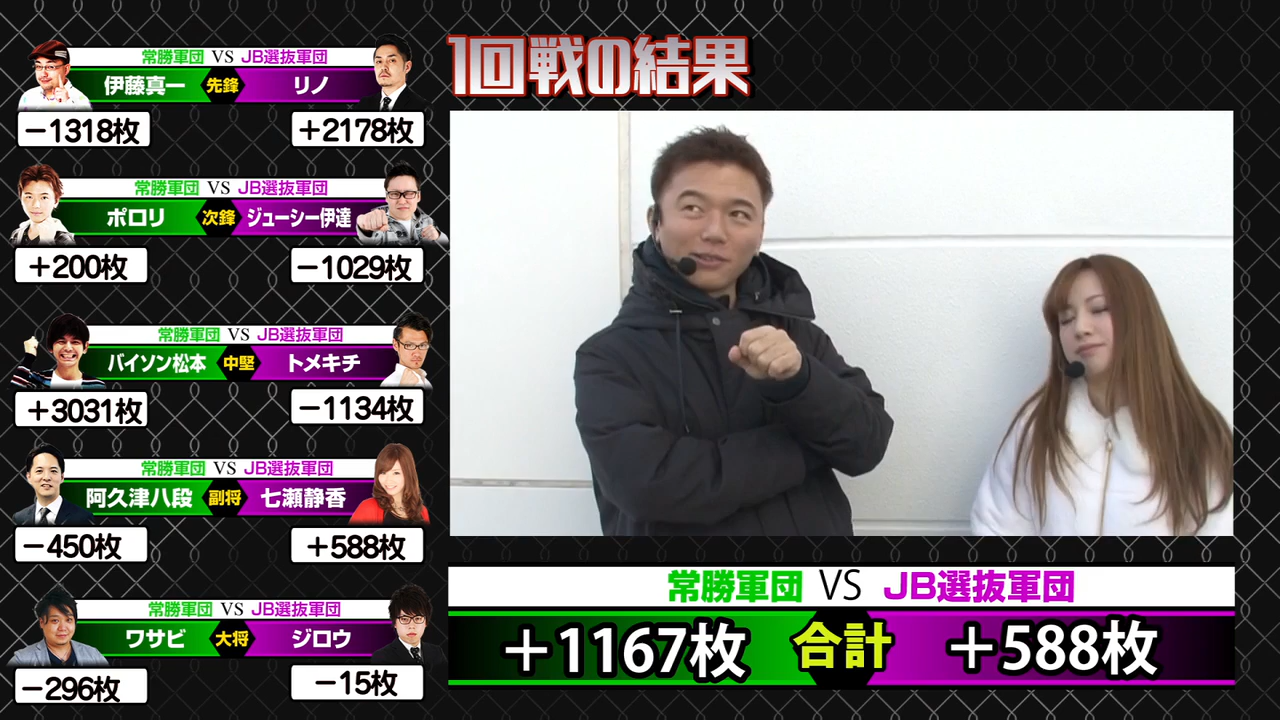 常勝軍団 VS JB選抜軍団
伊藤真一 先鋒 リノ
－1318枚 ＋2178枚
常勝軍団 VS JB選抜軍団
ポロリ 次鋒 ジューシー伊達
＋200枚 －1029枚
常勝軍団 VS JB選抜軍団
バイソン松本 中堅 トメキチ
＋3031枚 －1134枚
常勝軍団 VS JB選抜軍団
阿久津八段 副将 七瀬静香
－450枚 ＋588枚
常勝軍団 VS JB選抜軍団
ワサビ 大将 ジロウ
－296枚 －15枚
1回戦の結果
常勝軍団 VS JB選抜軍団
＋1167枚 合計 ＋588枚